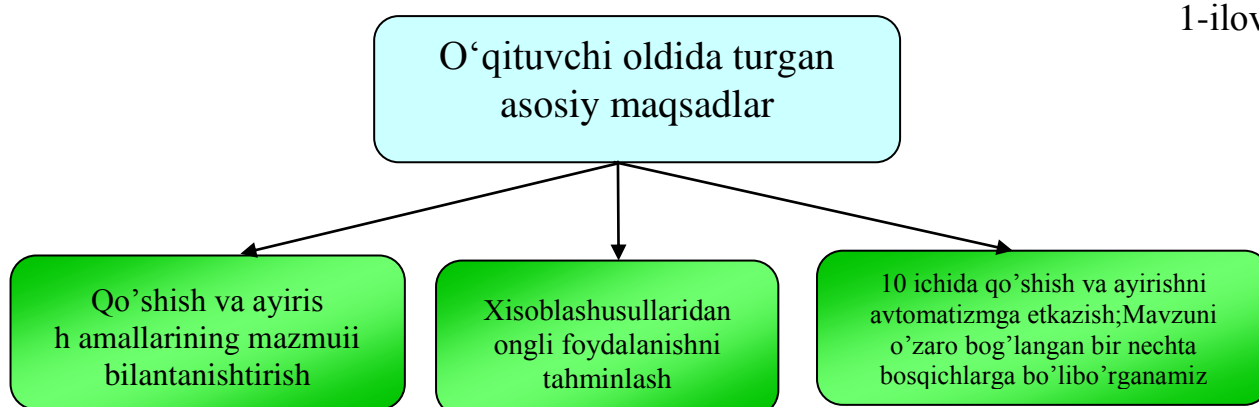 1-ilov
O‘qituvchi oldida turgan
asosiy maqsadlar
Qo’shish va ayiris
h amallarining mazmuii
bilantanishtirish
Xisoblashusullaridan
ongli foydalanishni
tahminlash
10 ichida qo’shish va ayirishni
avtomatizmga etkazish;Mavzuni
o’zaro bog’langan bir nechta
bosqichlarga bo’libo’rganamiz